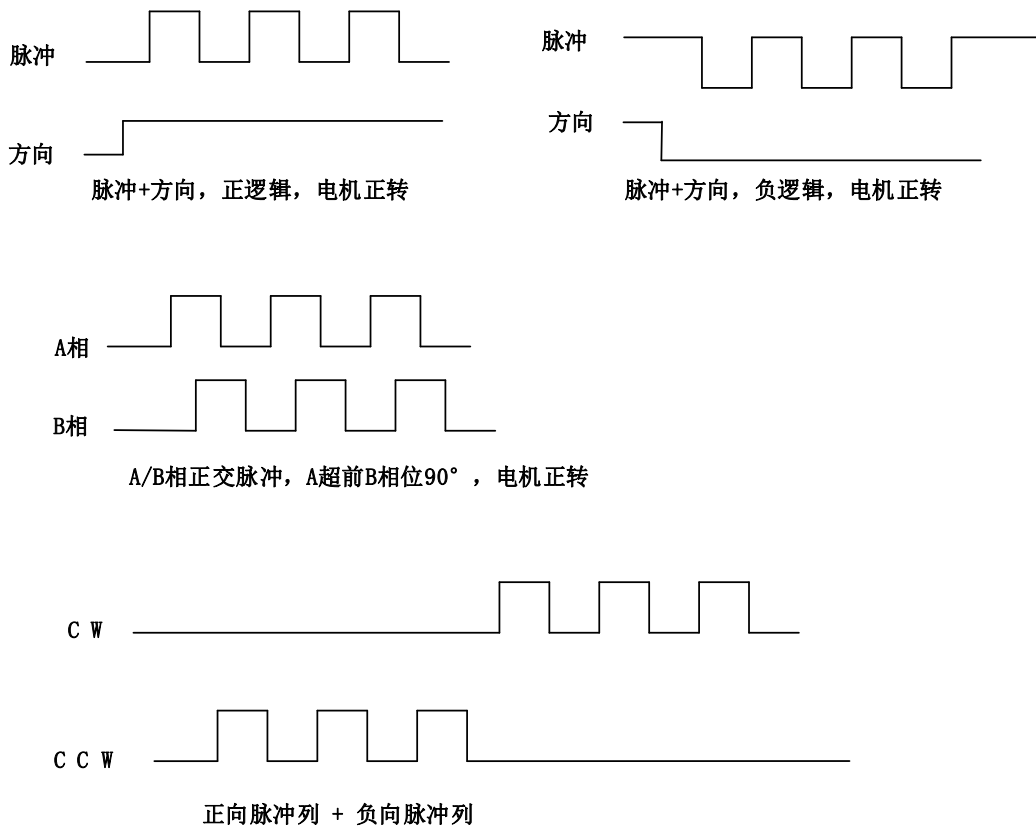 脉冲
方向
脉冲+方向，正逻辑，电机正转
脉冲
方向
脉冲+方向，负逻辑，电机正转
A相
B相
A/B相正交脉冲，A超前B相位90°，电机正转
C W
C C W
正向脉冲列 + 负向脉冲列